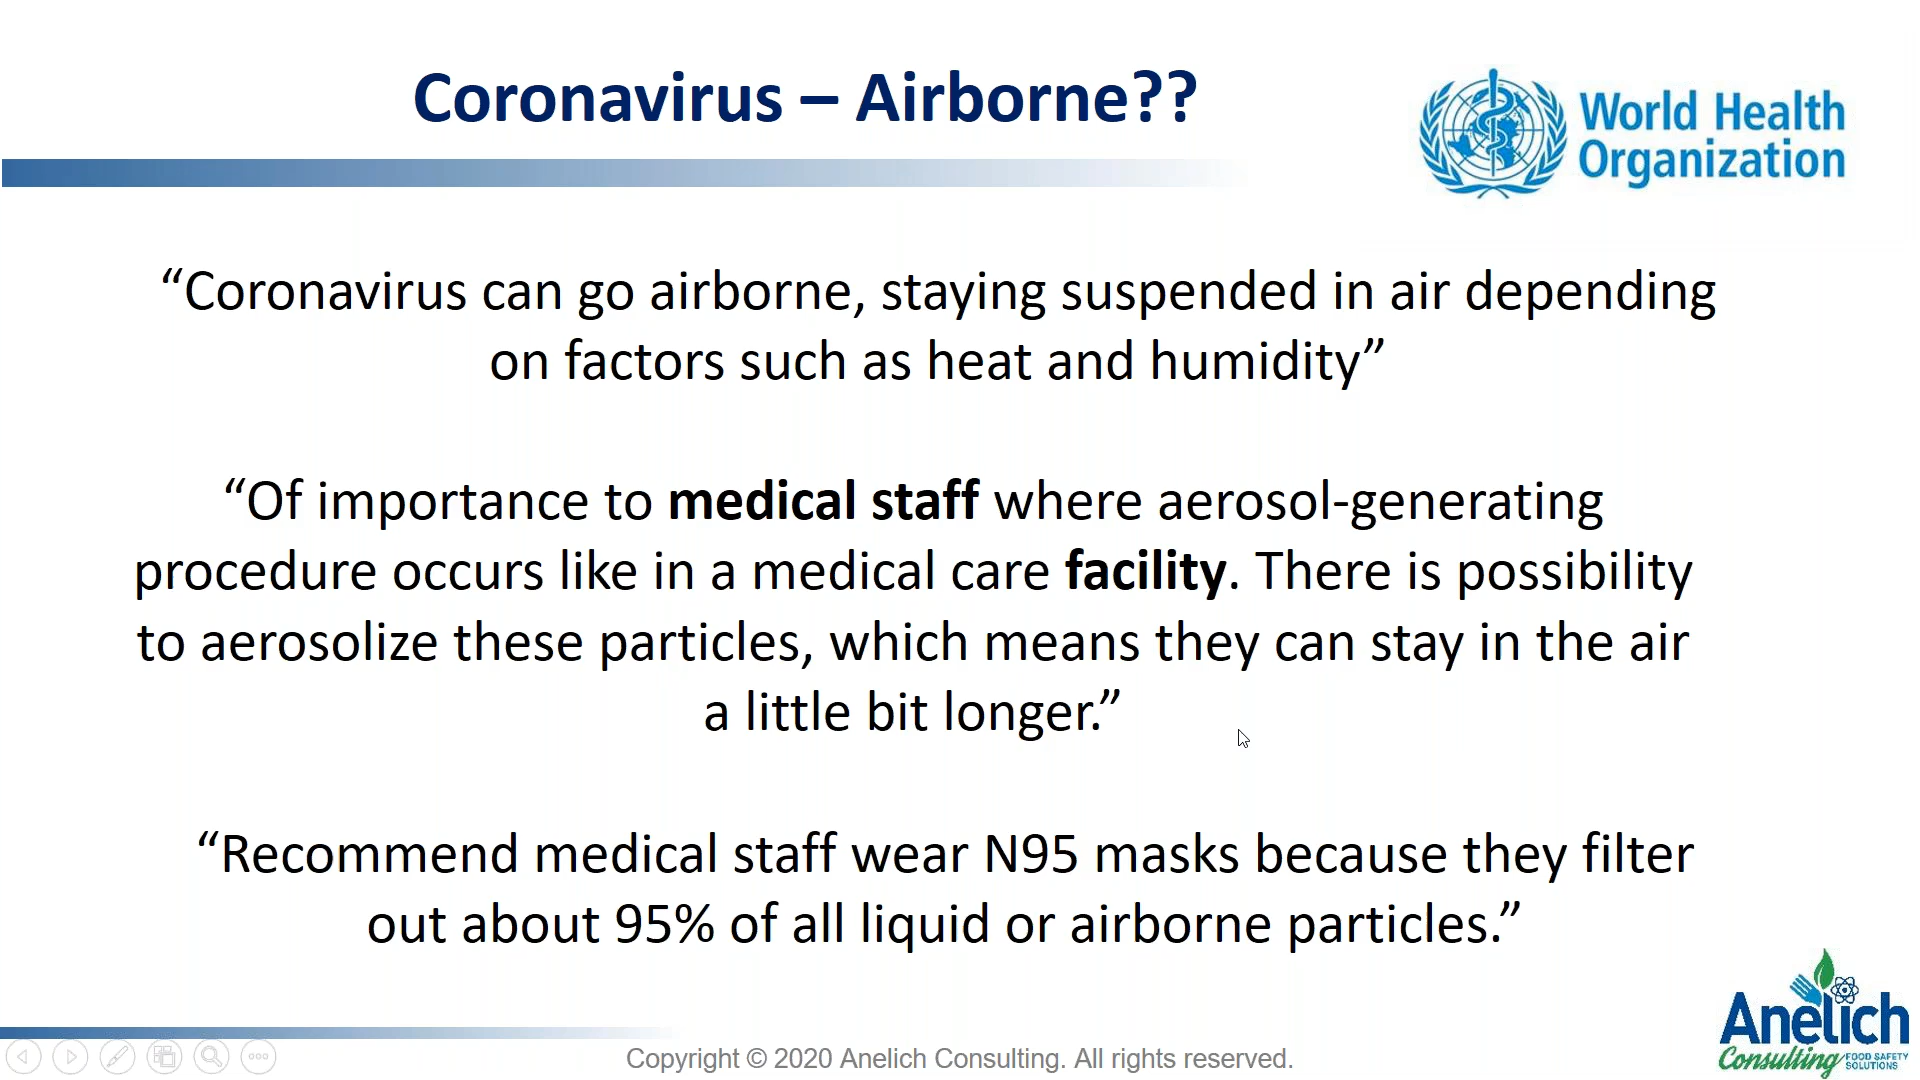 Coronavirus – Airborne??
World Health
Organization
“Coronavirus can go airborne, staying suspended in air depending
on factors such as heat and humidity”
“Of importance to medical staff where aerosol-generating
procedure occurs like in a medical care facility. There is possibility
to aerosolize these particles, which means they can stay in the air
a little bit longer.”
“Recommend medical staff wear N95 masks because they filter
out about 95% of all liquid or airborne particles.”
Anelich
Consulting FOOD SAFETY
SOLUTIONS
Copyright © 2020 Anelich Consulting. All rights reserved.